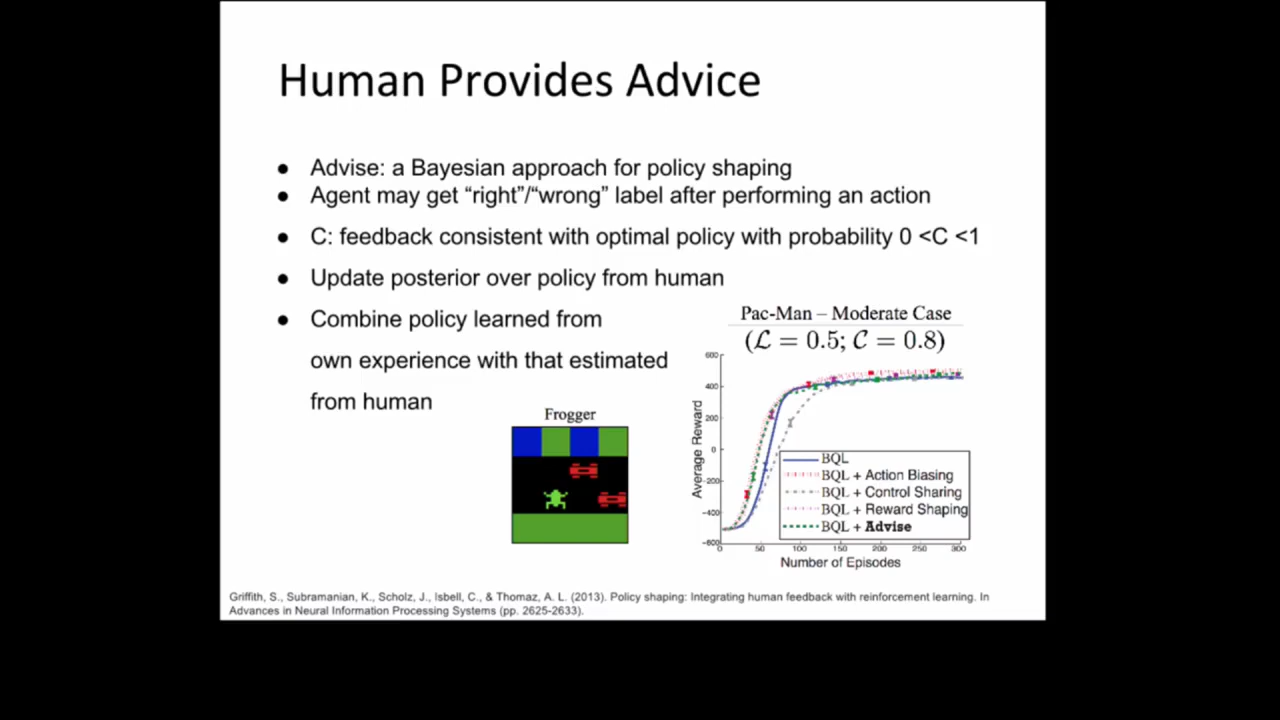 Human Provides Advice
● Advise: a Bayesian approach for policy shaping
● Agent may get “right”/“wrong” label after performing an action
● C: feedback consistent with optimal policy with probability 0 <C <1
● Update posterior over policy from human
● Combine policy learned from
own experience with that estimated
from human
Frogger
Pac-Man – Moderate Case
(ℒ = 0.5; 𝒞 = 0.8)
600
400
200
0
-200
-400
-600
Average Reward
BQL
BQL + Action Biasing
BQL + Control Sharing
BQL + Reward Shaping
BQL + Advise
0 50 100 150 200 250 300
Number of Episodes
Griffith, S., Subramanian, K., Scholz, J., Isbell, C., & Thomaz, A. L. (2013). Policy shaping: Integrating human feedback with reinforcement learning. In
Advances in Neural Information Processing Systems (pp. 2625-2633).